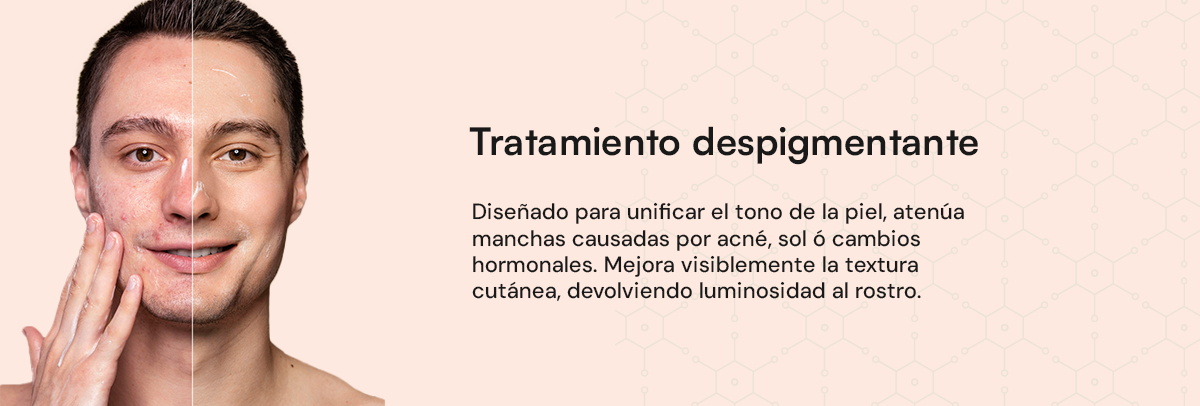 Tratamiento despigmentante
Diseñado para unificar el tono de la piel, atenúa
manchas causadas por acné, sol ó cambios
hormonales. Mejora visiblemente la textura
cutánea, devolviendo luminosidad al rostro.